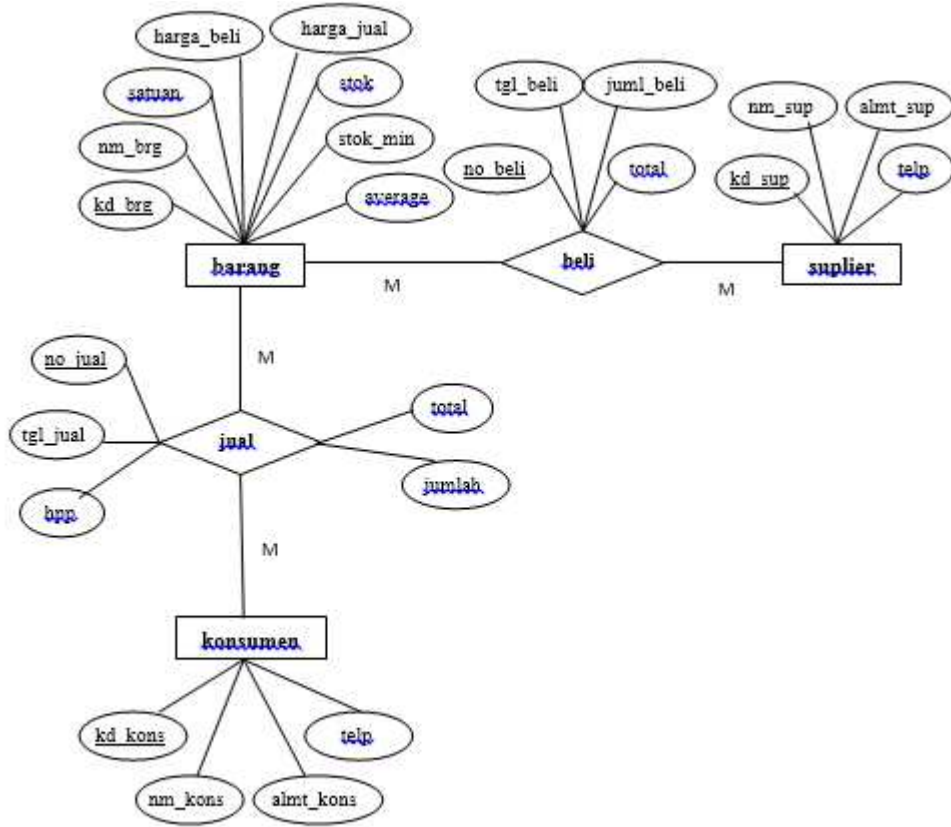 harga_beli
harga_jual
satuan
stok
tgl_beli
juml_beli
nm_sup
almt_sup
nm_brg
stok_min
no_beli
total
kd_sup
telp
kd_brg
average
barang
beli
suplier
M
M
no_jual
M
total
tgl_jual
jual
jumlah
hpp
M
konsumen
kd_kons
telp
nm_kons
almt_kons